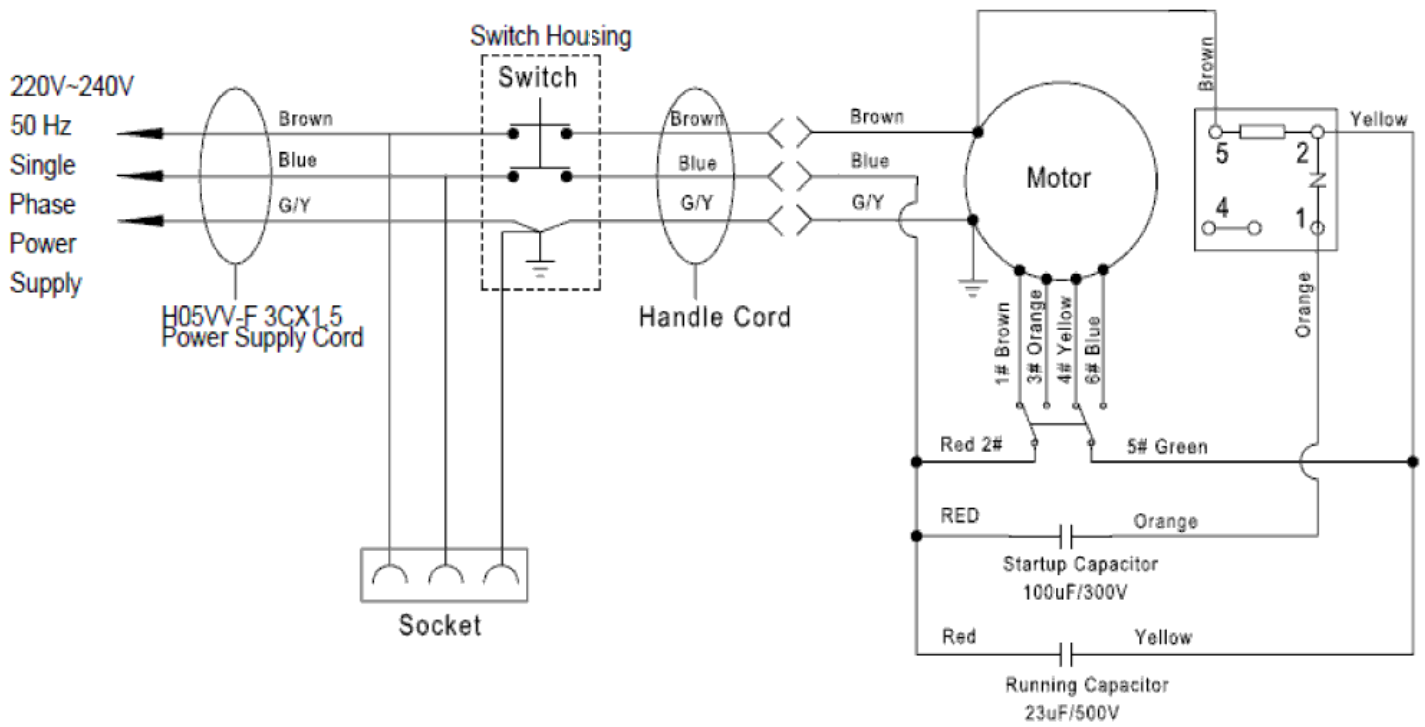 Switch Housing
220V~240V
50 Hz
Single
Phase
Power
Supply
Switch
Brown
Blue
G/Y
H05VV-F 3CX1.5
Power Supply Cord
Brown
Blue
G/Y
Handle Cord
Brown
Blue
G/Y
Motor
Brown
5
2
4
1
Yellow
Orange
1# Brown
3# Orange
4# Yellow
6# Blue
Red 2#
5# Green
RED
Orange
Startup Capacitor
100uF/300V
Socket
Red
Yellow
Running Capacitor
23uF/500V